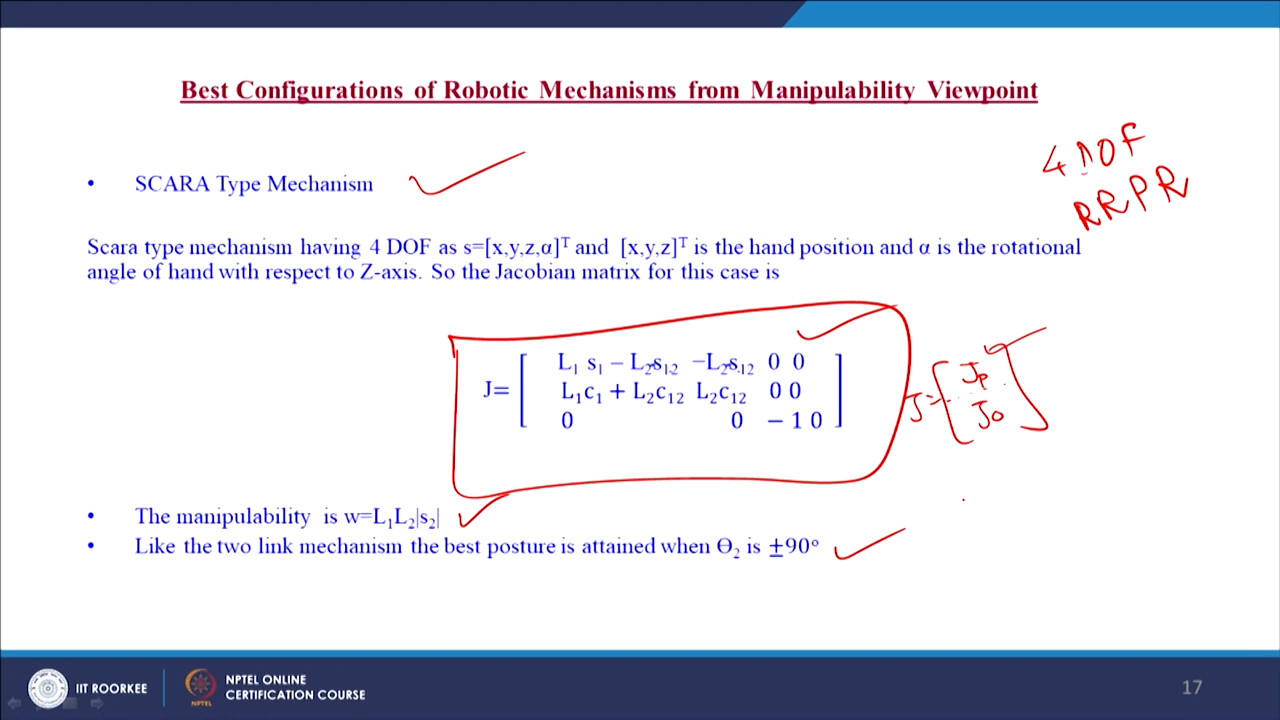 Best Configurations of Robotic Mechanisms from Manipulability Viewpoint
4 DOF
RRPR
• SCARA Type Mechanism
Scara type mechanism having 4 DOF as s=[x,y,z,α]ᵀ and [x,y,z]ᵀ is the hand position and α is the rotational
angle of hand with respect to Z-axis. So the Jacobian matrix for this case is
L₁ s₁ − L₂s₁₂ −L₂s₁₂ 0 0
J= L₁c₁ + L₂c₁₂ L₂c₁₂ 0 0
0 0 − 1 0
J= [Jp
Jo]
• The manipulability is w=L₁L₂|s₂|
• Like the two link mechanism the best posture is attained when Ɵ₂ is ±90°
IIT ROORKEE
NPTEL ONLINE
CERTIFICATION COURSE
NPTEL
17